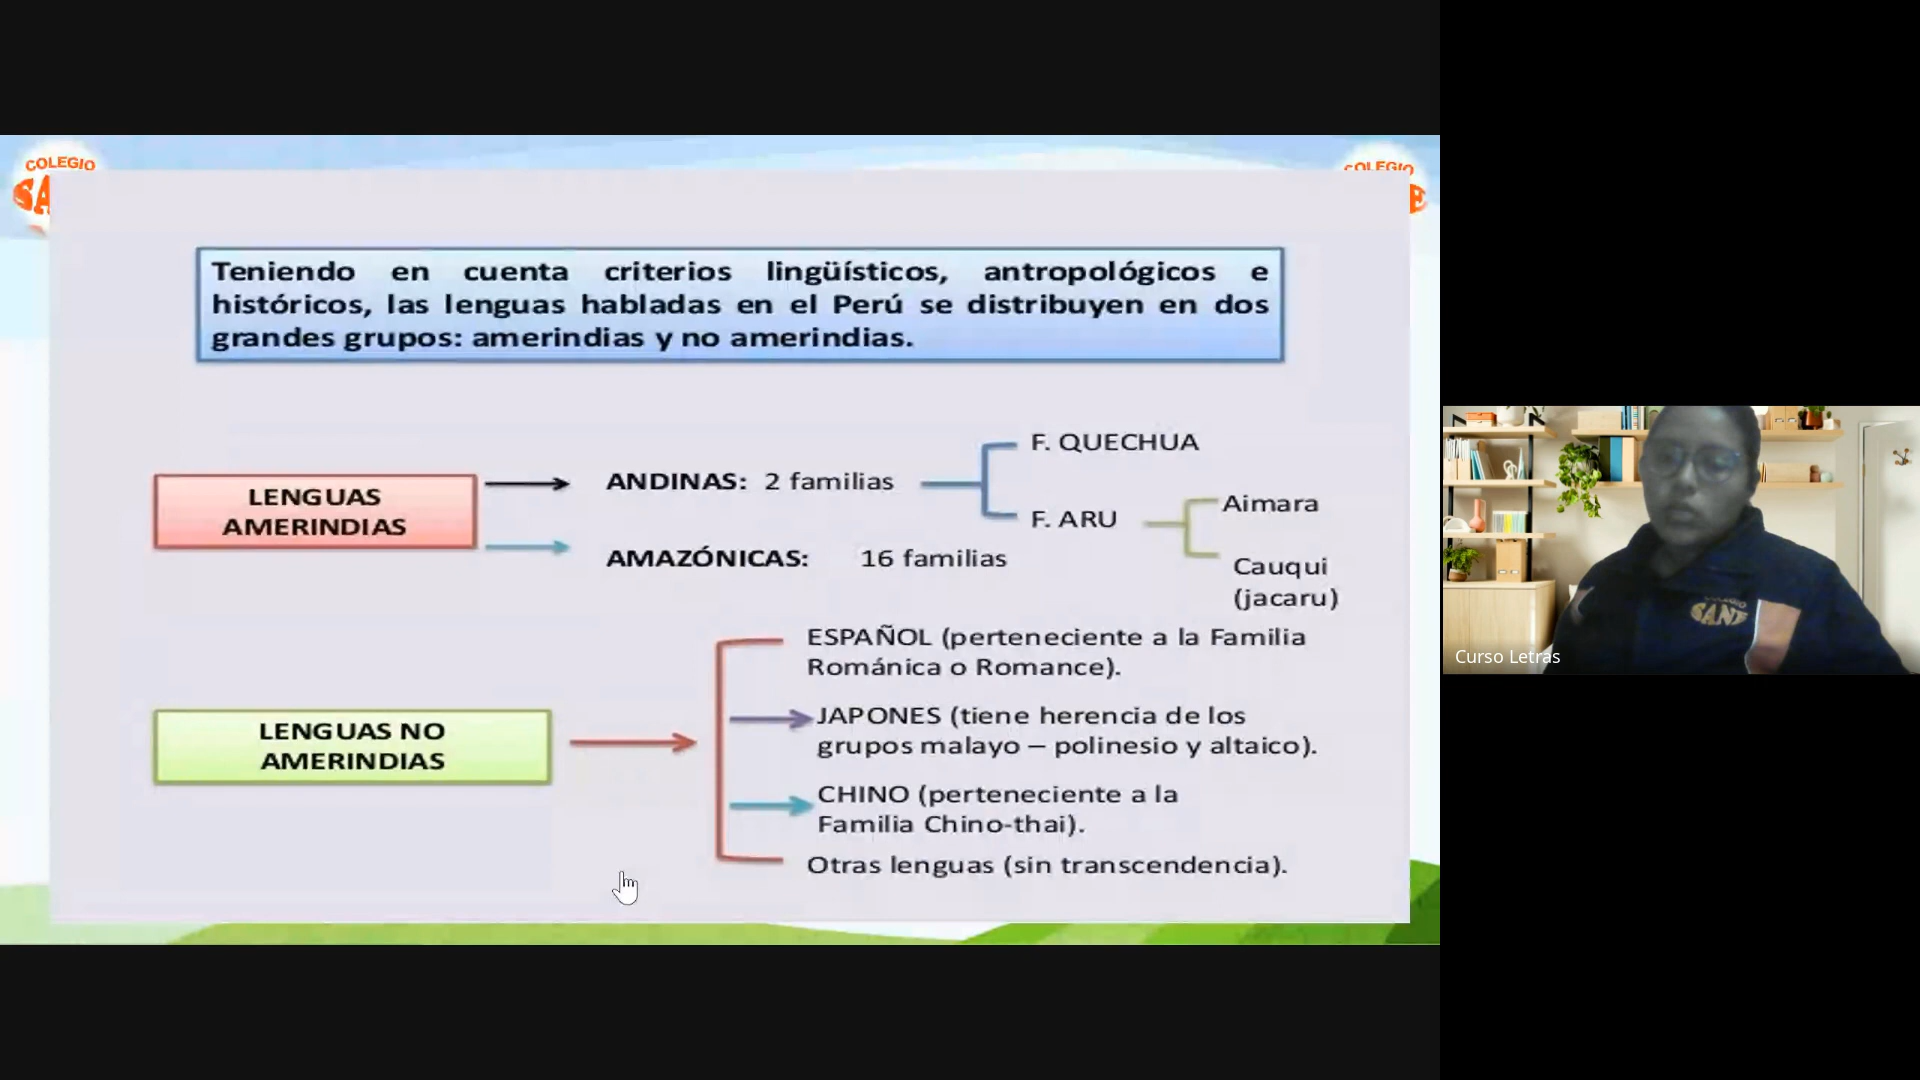 COLEGIO
SA
COLEGIO
E
Teniendo en cuenta criterios lingüísticos, antropológicos e
históricos, las lenguas habladas en el Perú se distribuyen en dos
grandes grupos: amerindias y no amerindias.
LENGUAS
AMERINDIAS
ANDINAS: 2 familias
F. QUECHUA
F. ARU
Aimara
Cauqui
(jacaru)
AMAZÓNICAS: 16 familias
LENGUAS NO
AMERINDIAS
ESPAÑOL (perteneciente a la Familia
Románica o Romance).
JAPONES (tiene herencia de los
grupos malayo – polinesio y altaico).
CHINO (perteneciente a la
Familia Chino-thai).
Otras lenguas (sin transcendencia).
COLEGIO
SANE
Curso Letras